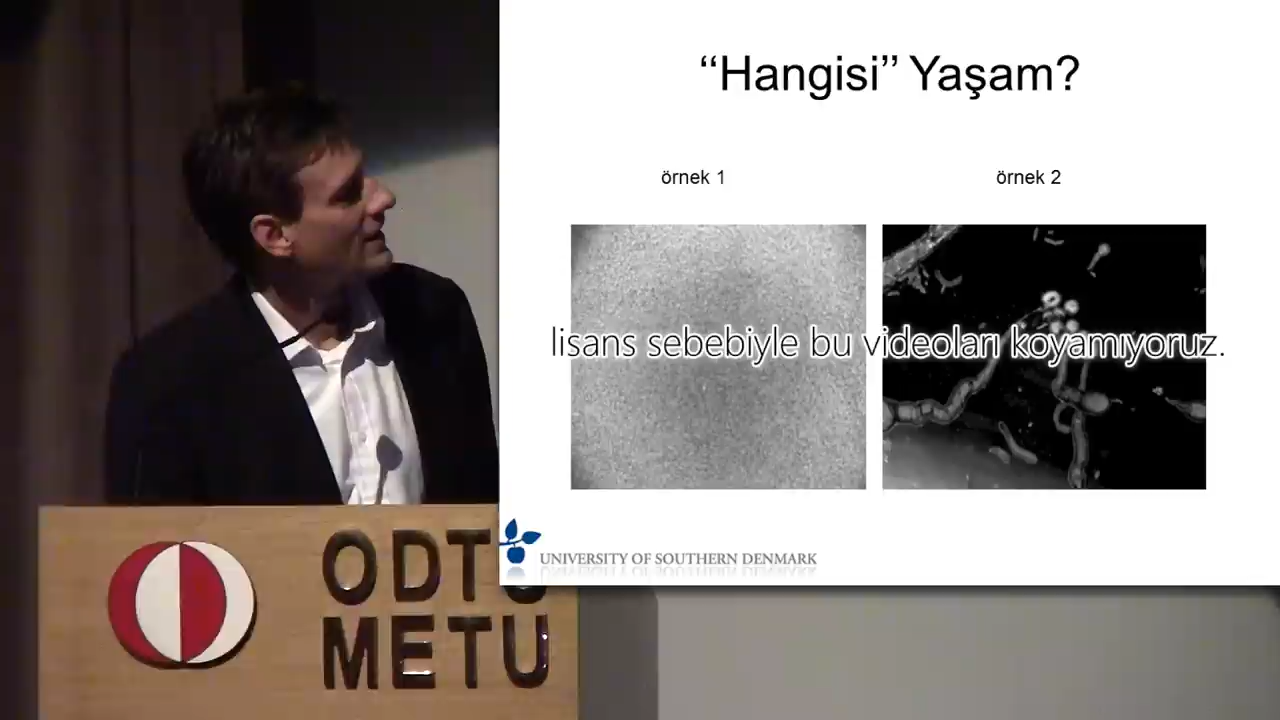 “Hangisi” Yaşam?
örnek 1
örnek 2
lisans sebebiyle bu videoları koyamıyoruz.
UNIVERSITY OF SOUTHERN DENMARK
ODTÜ
METU